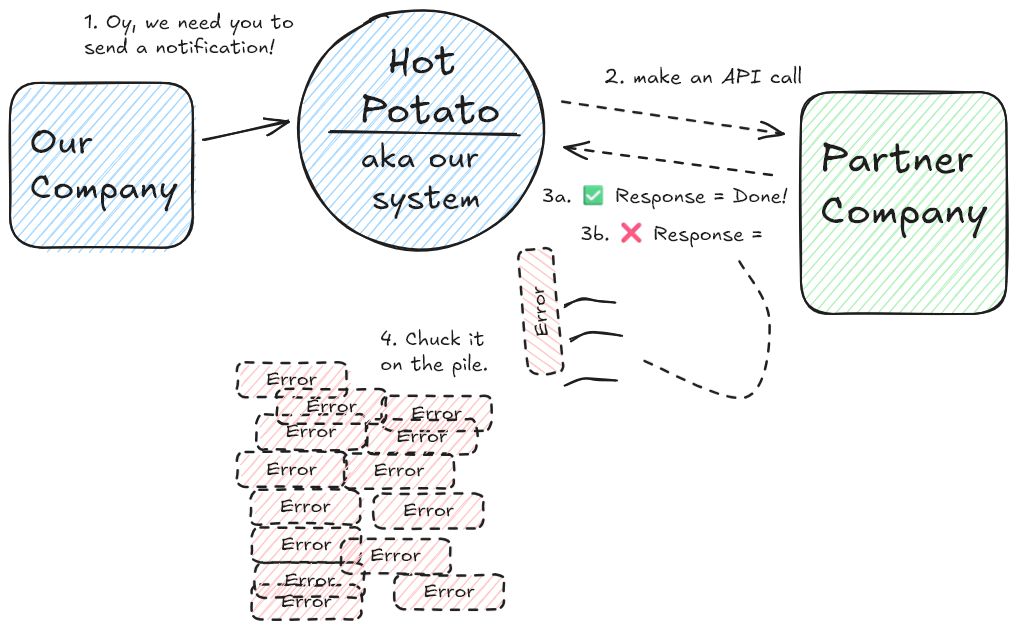 1. Oy, we need you to
send a notification!
Our
Company
Hot
Potato
aka our
system
2. make an API call
3a. ✅ Response = Done!
3b. ❌ Response =
Partner
Company
Error
4. Chuck it
on the pile.
Error
Error
Error
Error
Error
Error
Error
Error
Error
Error
Error
Error
Error
Error